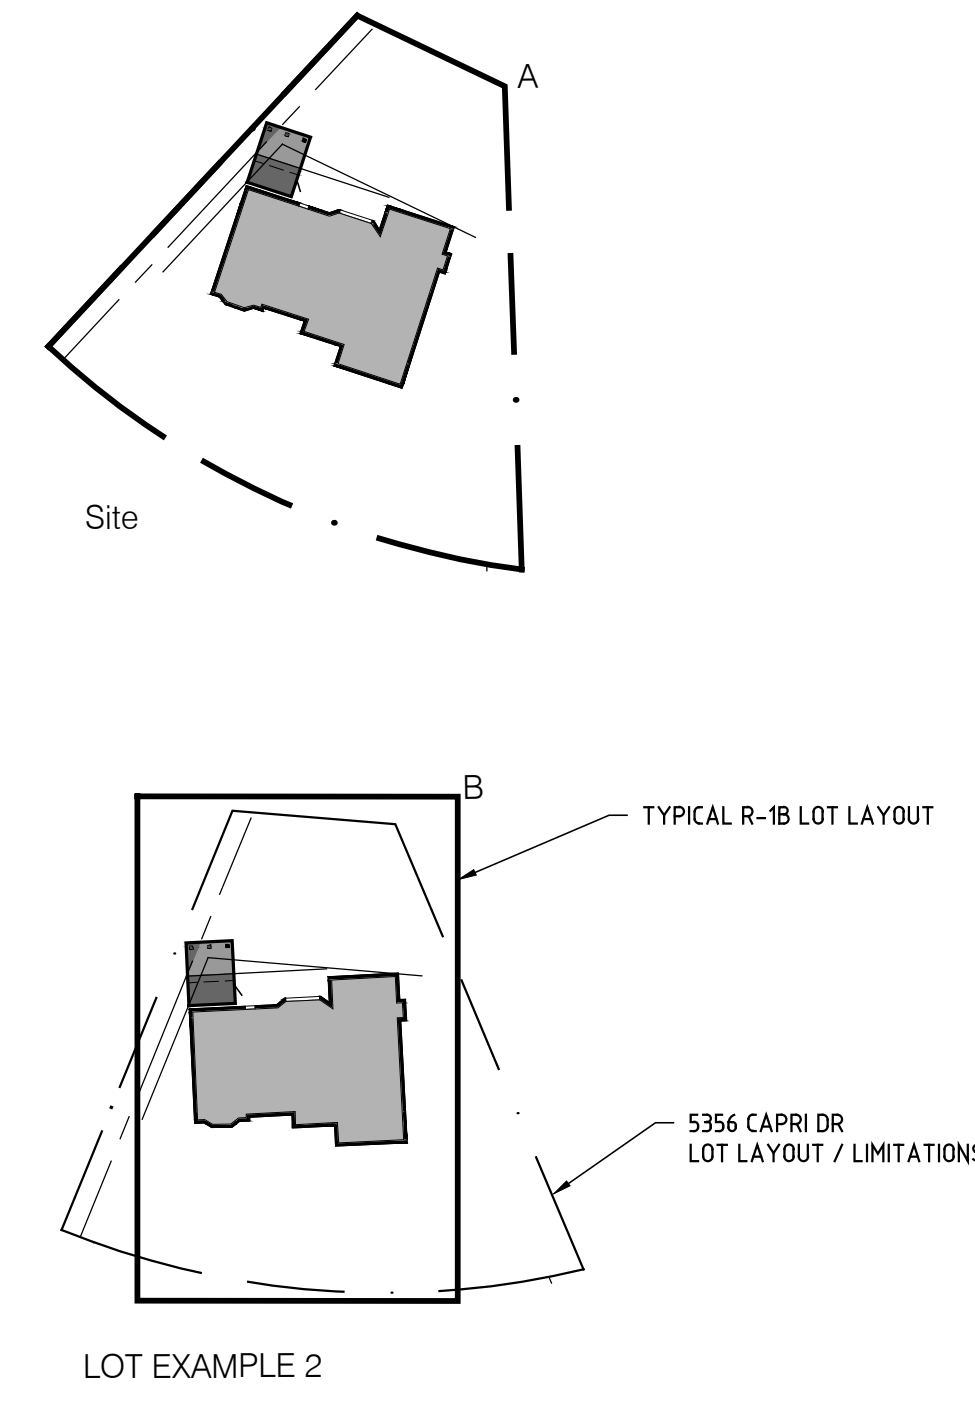 A
Site
B
TYPICAL R-1B LOT LAYOUT
5356 CAPRI DR
LOT LAYOUT / LIMITATIONS
LOT EXAMPLE 2